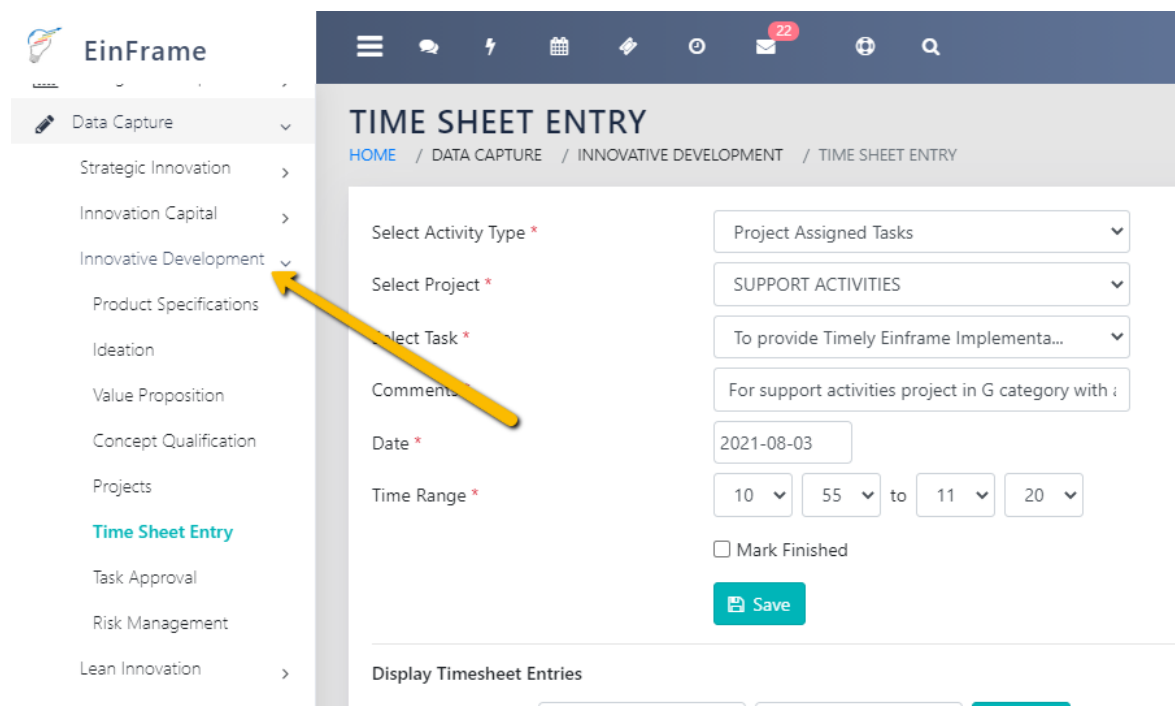 EinFrame
22
Data Capture
Strategic Innovation
Innovation Capital
Innovative Development
Product Specifications
Ideation
Value Proposition
Concept Qualification
Projects
Time Sheet Entry
Task Approval
Risk Management
Lean Innovation
TIME SHEET ENTRY
HOME / DATA CAPTURE / INNOVATIVE DEVELOPMENT / TIME SHEET ENTRY
Select Activity Type * Project Assigned Tasks
Select Project * SUPPORT ACTIVITIES
Select Task * To provide Timely Einframe Implementa...
Comments * For support activities project in G category with
Date * 2021-08-03
Time Range * 10 55 to 11 20
Mark Finished
Save
Display Timesheet Entries